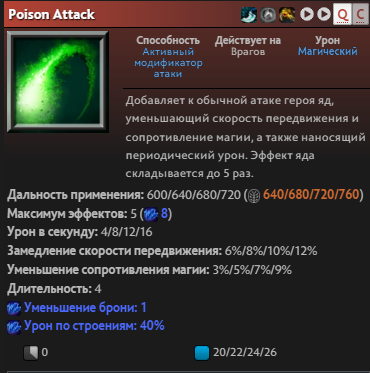 Poison Attack
Q C
Способность
Активный
модификатор
атаки
Действует на
Врагов
Урон
Магический
Добавляет к обычной атаке героя яд,
уменьшающий скорость передвижения и
сопротивление магии, а также наносящий
периодический урон. Эффект яда
складывается до 5 раз.
Дальность применения: 600/640/680/720 (640/680/720/760)
Максимум эффектов: 5 (8)
Урон в секунду: 4/8/12/16
Замедление скорости передвижения: 6%/8%/10%/12%
Уменьшение сопротивления магии: 3%/5%/7%/9%
Длительность: 4
Уменьшение брони: 1
Урон по строениям: 40%
0 20/22/24/26